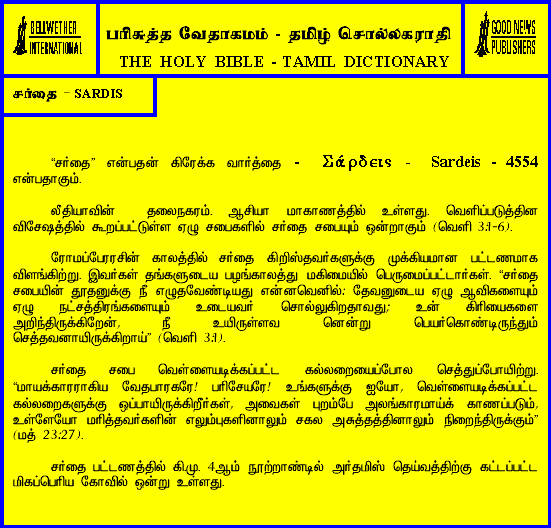 BELLWETHER
INTERNATIONAL
பரிசுத்த வேதாகமம் - தமிழ் சொல்லகராதி
THE HOLY BIBLE - TAMIL DICTIONARY
GOOD NEWS
PUBLISHERS
சர்தை - SARDIS
“சர்தை” என்பதன் கிரேக்க வார்த்தை - Σάρδεις - Sardeis - 4554
என்பதாகும்.
லீதியாவின் தலைநகரம். ஆசியா மாகாணத்தில் உள்ளது. வெளிப்படுத்தின
விசேஷத்தில் கூறப்பட்டுள்ள ஏழு சபைகளில் சர்தை சபையும் ஒன்றாகும் (வெளி 3:1-6).
ரோமப்பேரரசின் காலத்தில் சர்தை கிறிஸ்தவர்களுக்கு முக்கியமான பட்டணமாக
விளங்கிற்று. இவர்கள் தங்களுடைய பழங்காலத்து மகிமையில் பெருமைப்பட்டார்கள். “சர்தை
சபையின் தூதனுக்கு நீ எழுதவேண்டியது என்னவெனில்: தேவனுடைய ஏழு ஆவிகளையும்
ஏழு நட்சத்திரங்களையும் உடையவர் சொல்லுகிறதாவது; உன் கிரியைகளை
அறிந்திருக்கிறேன், நீ உயிருள்ளவ னென்று பெயர்கொண்டிருந்தும்
செத்தவனாயிருக்கிறாய்” (வெளி 3:1).
சர்தை சபை வெள்ளையடிக்கப்பட்ட கல்லறையைப்போல செத்துப்போயிற்று.
“மாயக்காரராகிய வேதபாரகரே! பரிசேயரே! உங்களுக்கு ஐயோ, வெள்ளையடிக்கப்பட்ட
கல்லறைகளுக்கு ஒப்பாயிருக்கிறீர்கள், அவைகள் புறம்பே அலங்காரமாய்க் காணப்படும்,
உள்ளேயோ மரித்தவர்களின் எலும்புகளினாலும் சகல அசுத்தத்தினாலும் நிறைந்திருக்கும்”
(மத் 23:27).
சர்தை பட்டணத்தில் கி.மு. 4ஆம் நூற்றாண்டில் அர்தமிஸ் தெய்வத்திற்கு கட்டப்பட்ட
மிகப்பெரிய கோவில் ஒன்று உள்ளது.